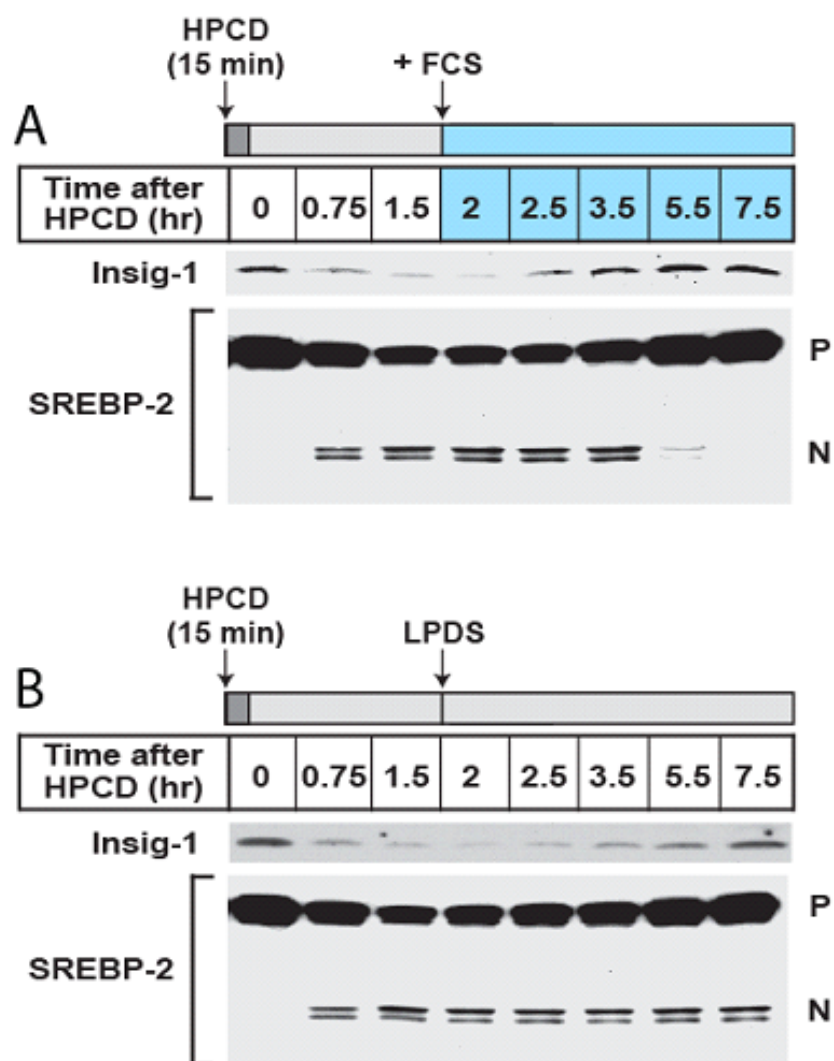 HPCD
(15 min)
+ FCS
A
Time after
HPCD (hr)
0 0.75 1.5 2 2.5 3.5 5.5 7.5
Insig-1
P
SREBP-2
N
HPCD
(15 min)
LPDS
B
Time after
HPCD (hr)
0 0.75 1.5 2 2.5 3.5 5.5 7.5
Insig-1
P
SREBP-2
N